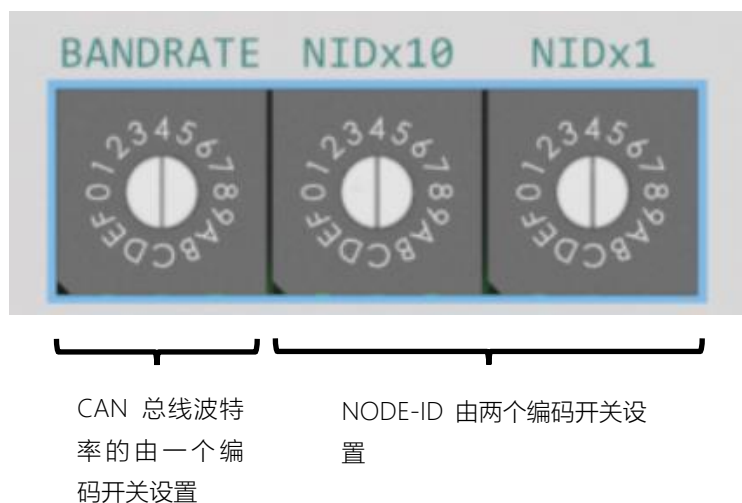 BANDRATE NIDx10 NIDx1
0123456789ABCDEF 0123456789ABCDEF 0123456789ABCDEF
CAN 总线波特
率的由一个编
码开关设置
NODE-ID 由两个编码开关设
置